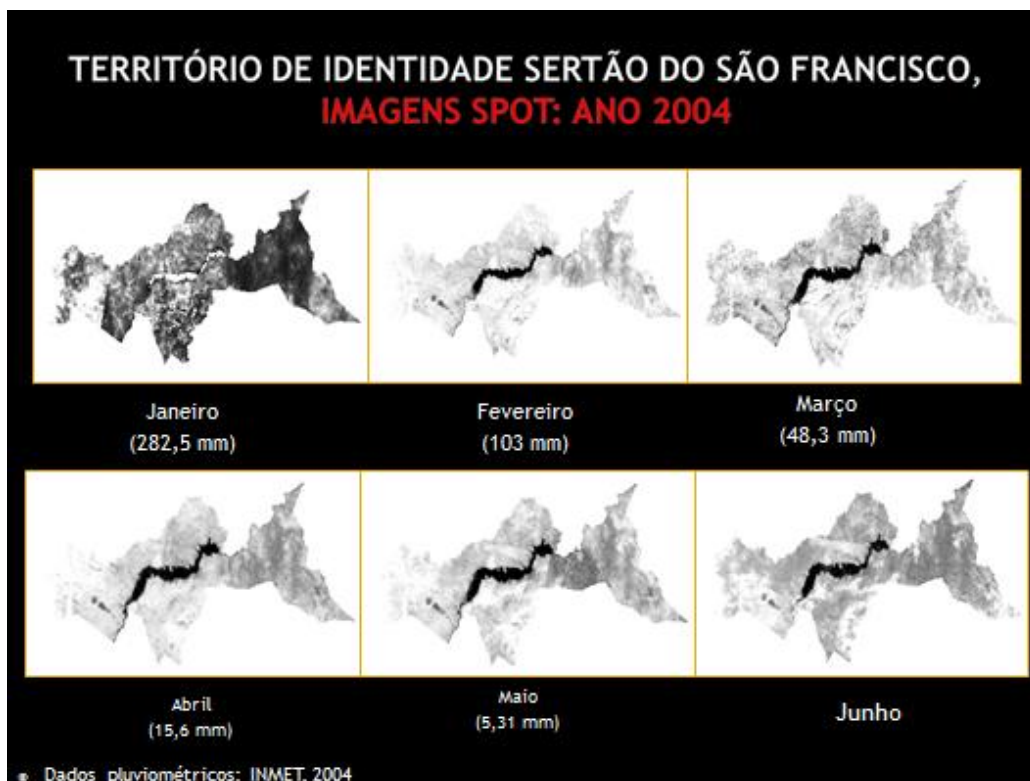 TERRITÓRIO DE IDENTIDADE SERTÃO DO SÃO FRANCISCO,
IMAGENS SPOT: ANO 2004
Janeiro
(282,5 mm)
Fevereiro
(103 mm)
Março
(48,3 mm)
Abril
(15,6 mm)
Maio
(5,31 mm)
Junho
Dados pluviométricos: INMET, 2004